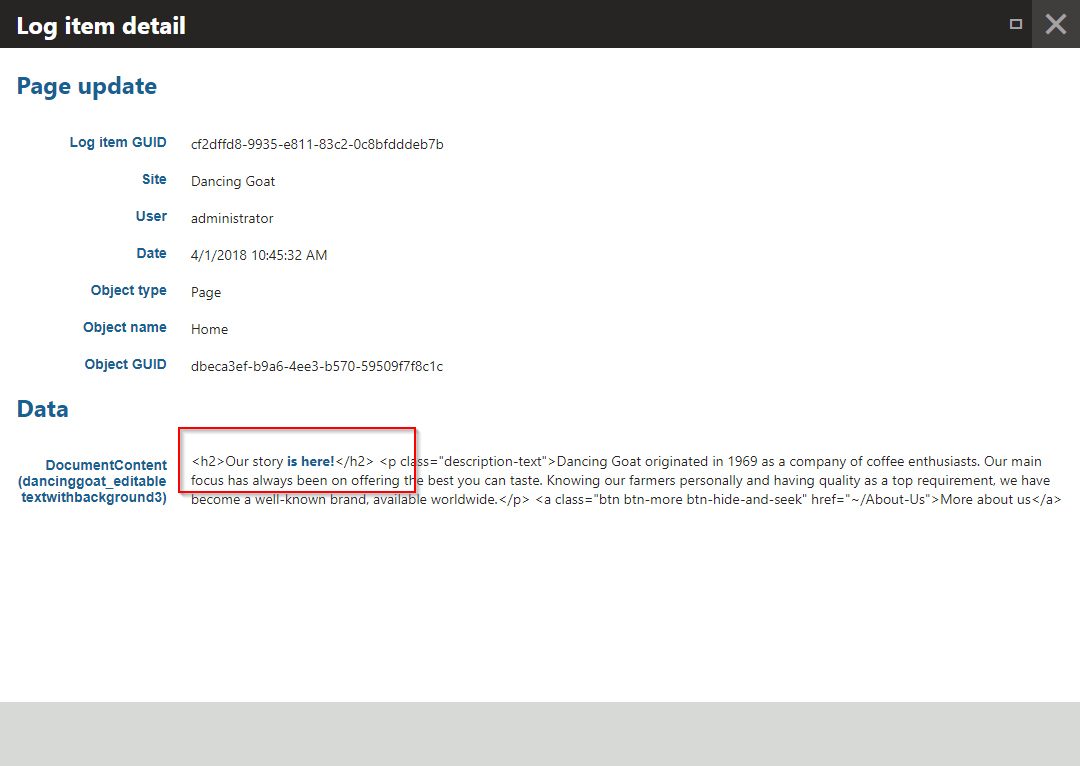 Log item detail
Page update
Log item GUID cf2dffd8-9935-e811-83c2-0c8bfdddeb7b
Site Dancing Goat
User administrator
Date 4/1/2018 10:45:32 AM
Object type Page
Object name Home
Object GUID dbeca3ef-b9a6-4ee3-b570-59509f7f8c1c
Data
DocumentContent
(dancinggoat_editable
textwithbackground3)
<h2>Our story is here!</h2> <p class="description-text">Dancing Goat originated in 1969 as a company of coffee enthusiasts. Our main
focus has always been on offering the best you can taste. Knowing our farmers personally and having quality as a top requirement, we have
become a well-known brand, available worldwide.</p> <a class="btn btn-more btn-hide-and-seek" href="~/About-Us">More about us</a>